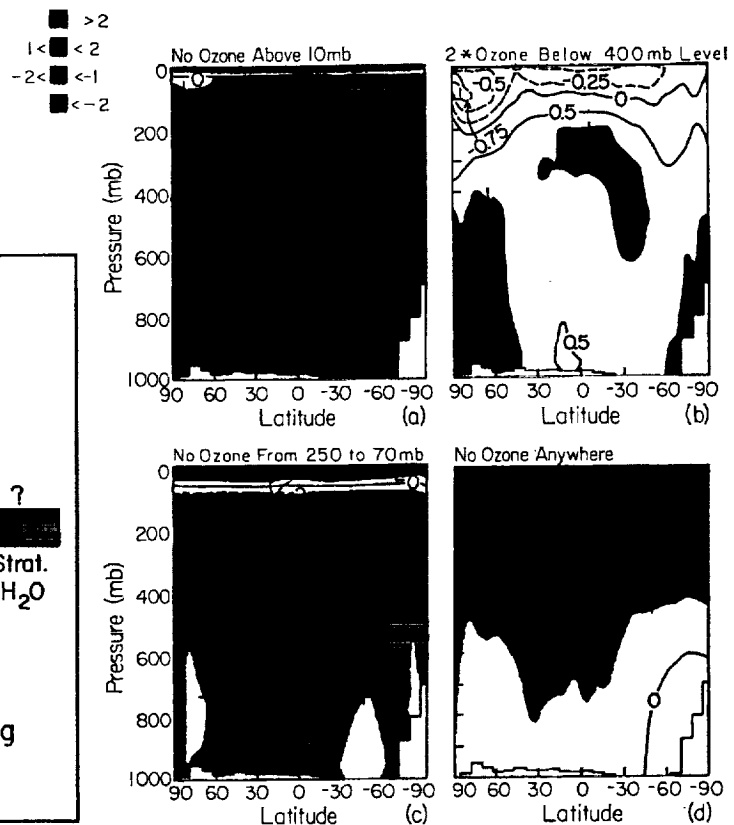 >2
1< <2
-2< <-1
<-2
No Ozone Above 10mb
0
200
400
600
800
1000
Pressure (mb)
0
90 60 30 0 -30 -60 -90
Latitude (a)
2*Ozone Below 400mb Level
-0.5
-0.25
0
0.5
-0.75
0.5
90 60 30 0 -30 -60 -90
Latitude (b)
?
Strat.
H2O
g
No Ozone From 250 to 70mb
0
200
400
600
800
1000
Pressure (mb)
0
90 60 30 0 -30 -60 -90
Latitude (c)
No Ozone Anywhere
0
90 60 30 0 -30 -60 -90
Latitude (d)